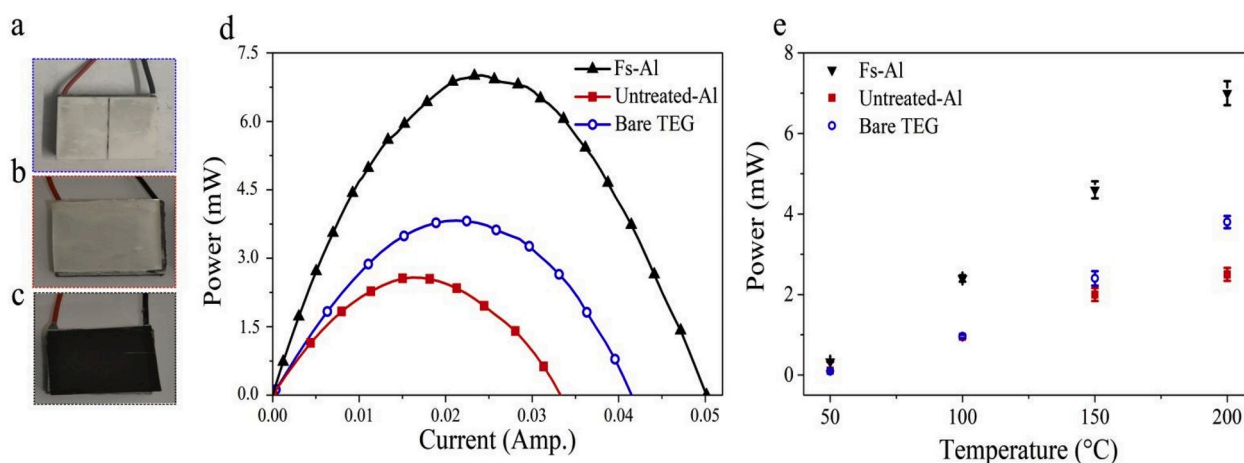 a
b
c
d
7.5
6.0
4.5
3.0
1.5
0.0
Power (mW)
0.00
0.01
0.02
0.03
0.04
0.05
Current (Amp.)
Fs-Al
Untreated-Al
Bare TEG
e
8
6
4
2
0
Power (mW)
50
100
150
200
Temperature (°C)
Fs-Al
Untreated-Al
Bare TEG